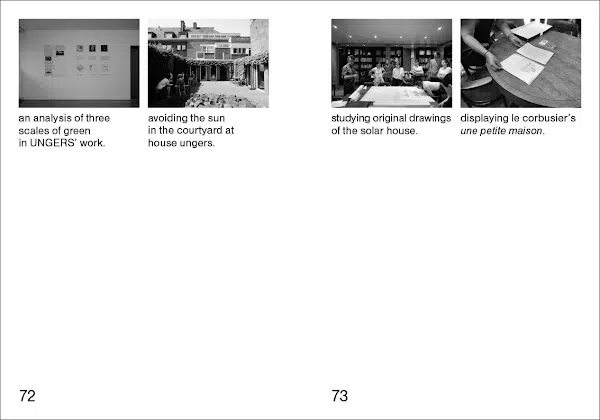 an analysis of three
scales of green
in UNGERS' work.
avoiding the sun
in the courtyard at
house ungers.
studying original drawings
of the solar house.
displaying le corbusier's
une petite maison.
72
73